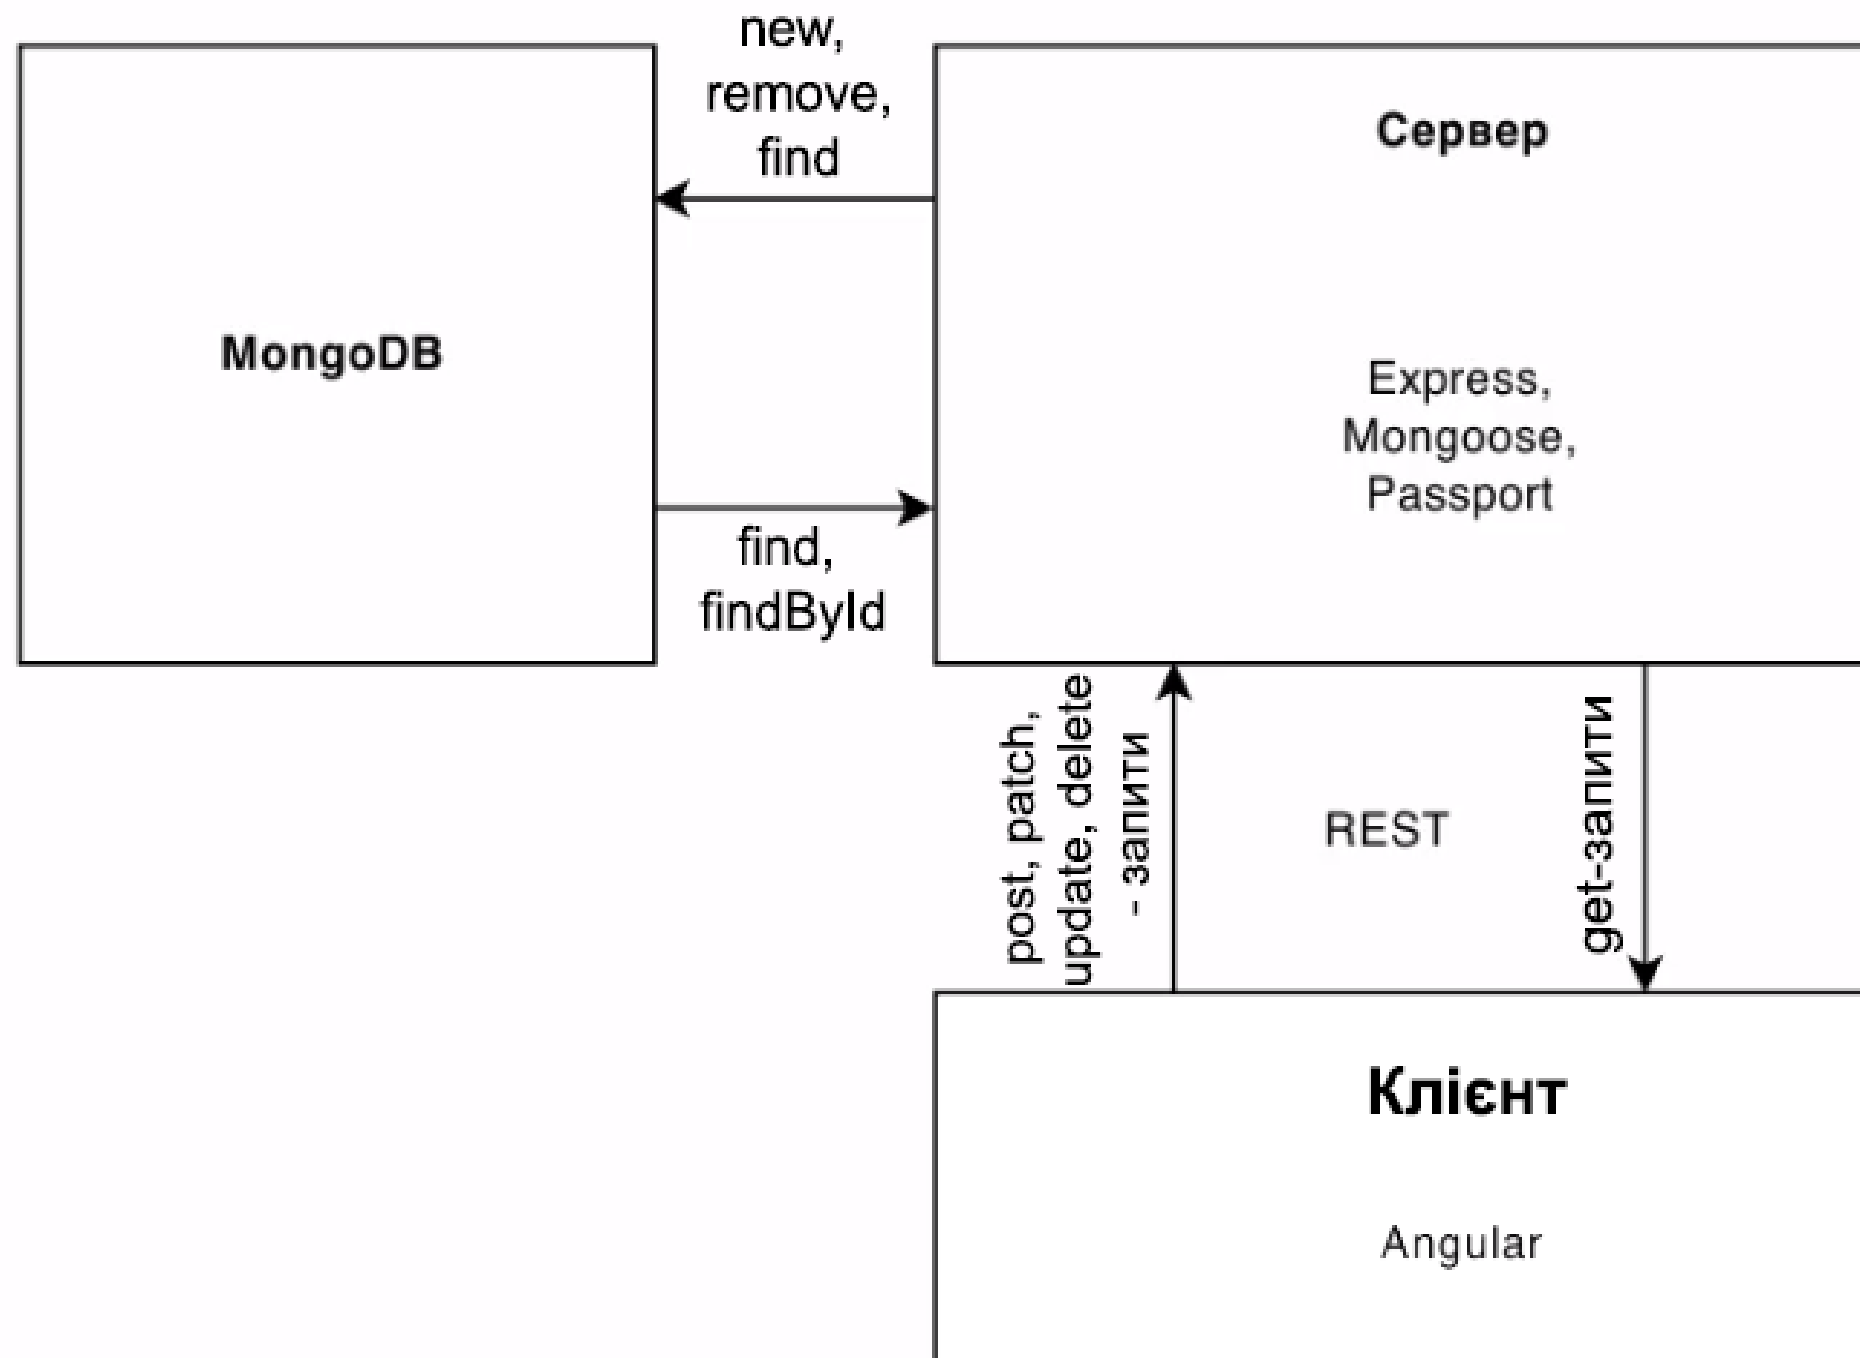 new,
remove,
find
Сервер
MongoDB
Express,
Mongoose,
Passport
find,
findById
post, patch,
update, delete
- запити
REST
get-запити
Клієнт
Angular